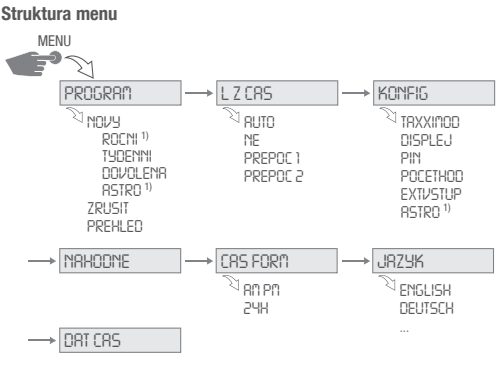 Struktura menu
MENU
PROGRAM
L Z CAS
KONFIG
NOVY
ROCNI 1)
TYDENNI
DOVOLENA
ASTRO 1)
ZRUSIT
PREHLED
AUTO
NE
PREPOC 1
PREPOC 2
TAXXIMOD
DISPLEJ
PIN
POCETHOD
EXTVSTUP
ASTRO 1)
NAHODNE
CAS FORM
JAZYK
AM PM
24H
ENGLISH
DEUTSCH
...
DAT CAS